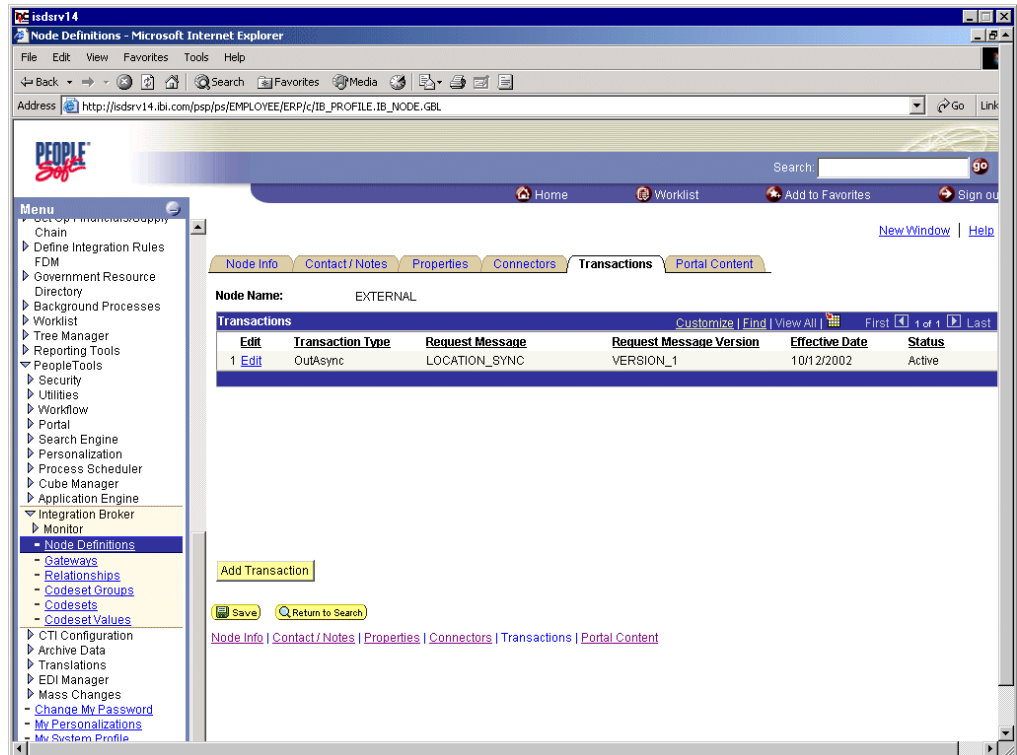 isdsrv14
Node Definitions - Microsoft Internet Explorer
File Edit View Favorites Tools Help
Back Search Favorites Media
Address http://isdsrv14.ibi.com/psp/ps/EMPLOYEE/ERP/c/IB_PROFILE.IB_NODE.GBL Go Link
PEOPLE
Soft
Search: go
Home Worklist Add to Favorites Sign ou
Menu
Set Up Financials/Supply
Chain
Define Integration Rules
FDM
Government Resource
Directory
Background Processes
Worklist
Tree Manager
Reporting Tools
PeopleTools
Security
Utilities
Workflow
Portal
Search Engine
Personalization
Process Scheduler
Cube Manager
Application Engine
Integration Broker
Monitor
- Node Definitions
- Gateways
- Relationships
- Codeset Groups
- Codesets
- Codeset Values
CTI Configuration
Archive Data
Translations
EDI Manager
Mass Changes
- Change My Password
- My Personalizations
- My System Profile
New Window | Help
Node Info Contact / Notes Properties Connectors Transactions Portal Content
Node Name: EXTERNAL
Transactions Customize | Find | View All | First 1 of 1 Last
Edit Transaction Type Request Message Request Message Version Effective Date Status
1 Edit OutAsync LOCATION_SYNC VERSION_1 10/12/2002 Active
Add Transaction
Save Return to Search
Node Info | Contact / Notes | Properties | Connectors | Transactions | Portal Content